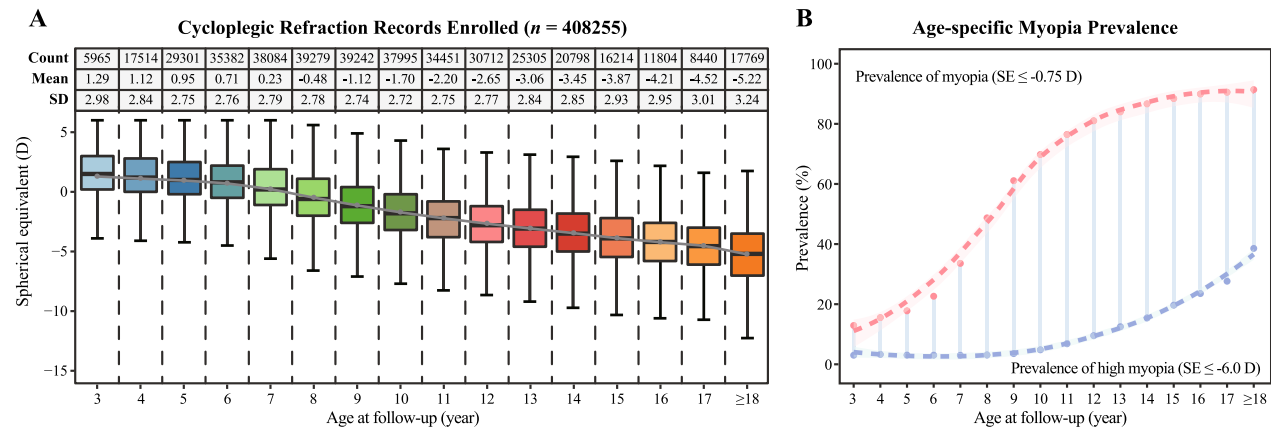 A
Cycloplegic Refraction Records Enrolled (n = 408255)
Count 5965 17514 29301 35382 38084 39279 39242 37995 34451 30712 25305 20798 16214 11804 8440 17769
Mean 1.29 1.12 0.95 0.71 0.23 -0.48 -1.12 -1.70 -2.20 -2.65 -3.06 -3.45 -3.87 -4.21 -4.52 -5.22
SD 2.98 2.84 2.75 2.76 2.79 2.78 2.74 2.72 2.75 2.77 2.84 2.85 2.93 2.95 3.01 3.24
Spherical equivalent (D)
5
0
−5
−10
−15
3 4 5 6 7 8 9 10 11 12 13 14 15 16 17 ≥18
Age at follow-up (year)
B
Age-specific Myopia Prevalence
Prevalence of myopia (SE ≤ -0.75 D)
Prevalence (%)
100
80
60
40
20
0
Prevalence of high myopia (SE ≤ -6.0 D)
3 4 5 6 7 8 9 10 11 12 13 14 15 16 17 ≥18
Age at follow-up (year)